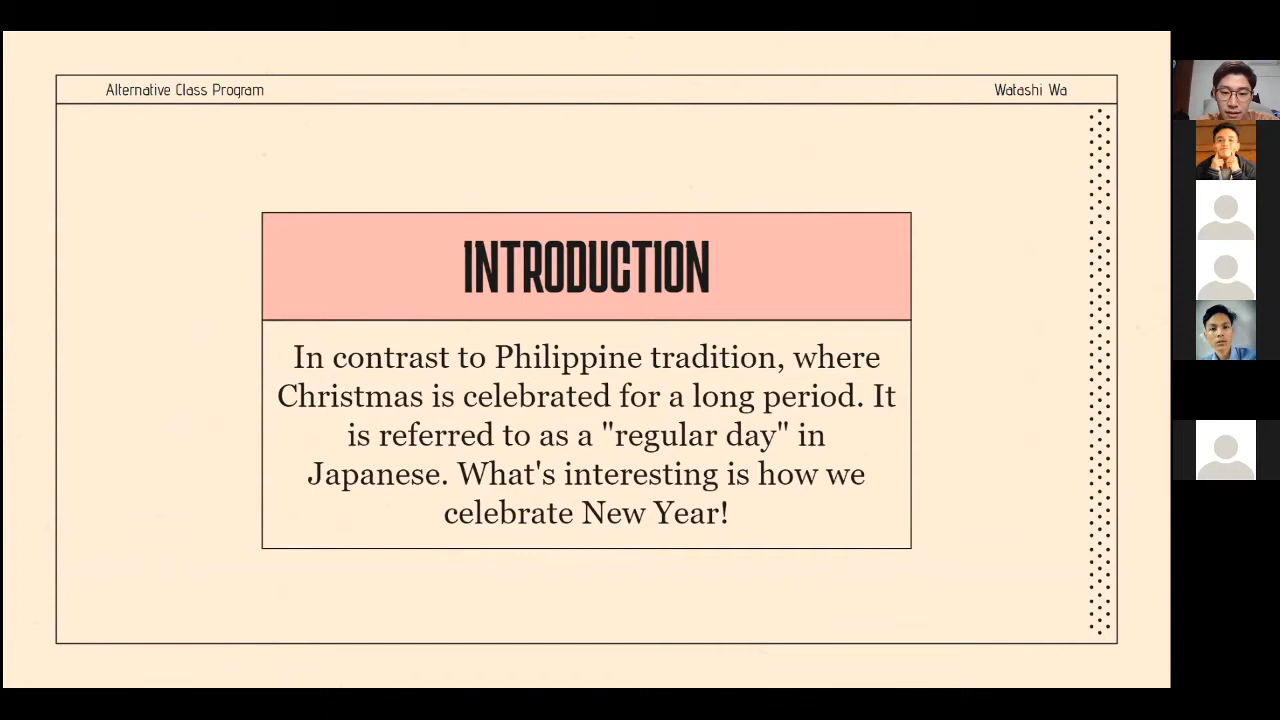 Alternative Class Program
Watashi Wa
INTRODUCTION
In contrast to Philippine tradition, where
Christmas is celebrated for a long period. It
is referred to as a "regular day" in
Japanese. What's interesting is how we
celebrate New Year!